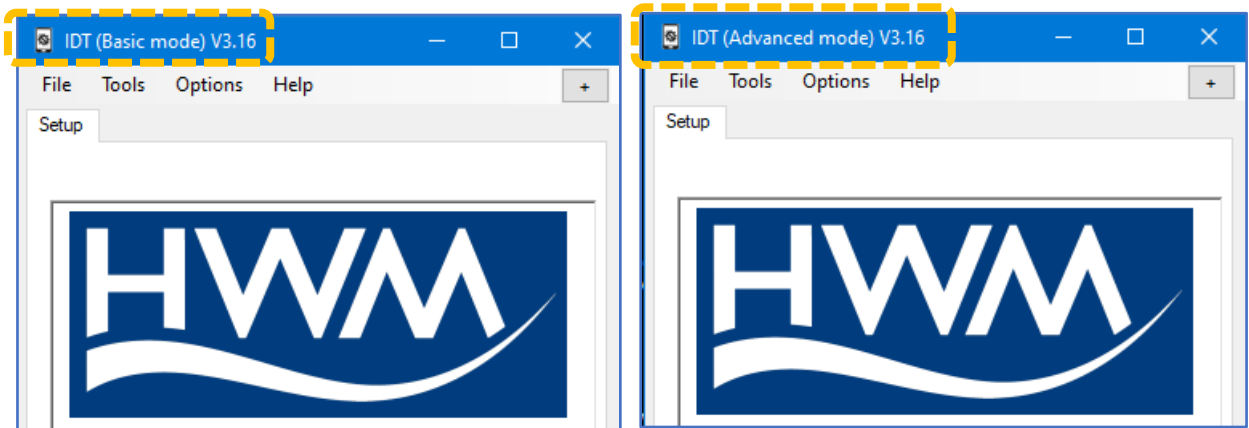 IDT (Basic mode) V3.16
File Tools Options Help +
Setup
HWM
IDT (Advanced mode) V3.16
File Tools Options Help +
Setup
HWM